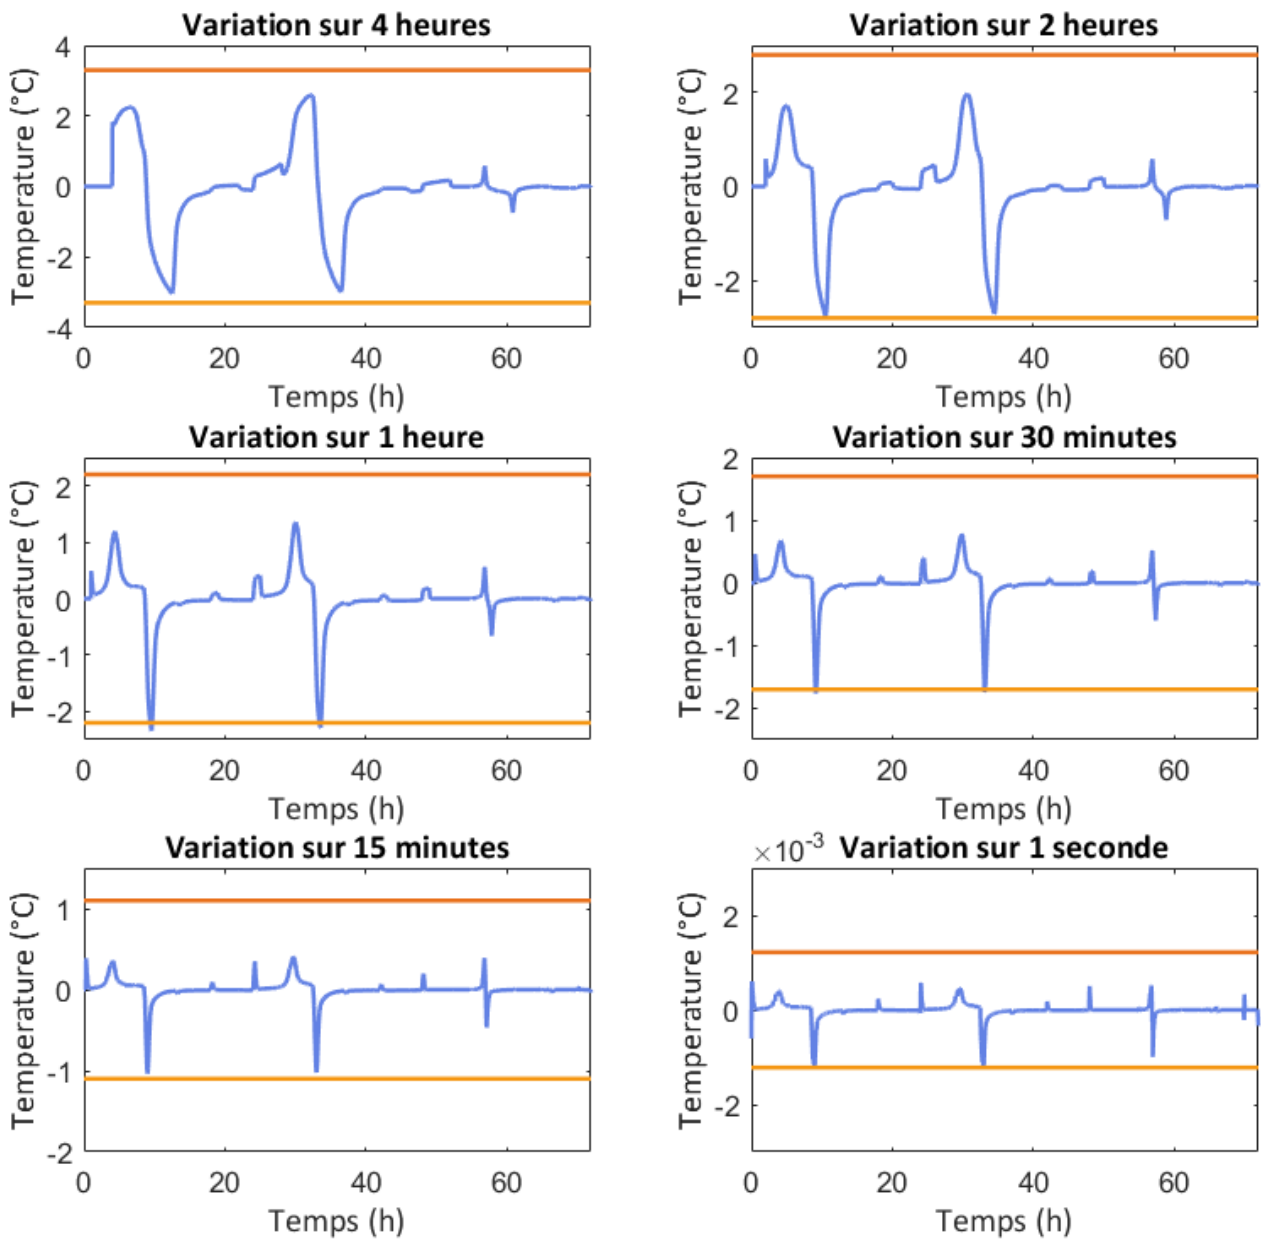 Variation sur 4 heures
Temperature (°C)
4
2
0
-2
-4
0 20 40 60
Temps (h)
Variation sur 2 heures
Temperature (°C)
2
0
-2
0 20 40 60
Temps (h)
Variation sur 1 heure
Temperature (°C)
2
1
0
-1
-2
0 20 40 60
Temps (h)
Variation sur 30 minutes
Temperature (°C)
2
1
0
-1
-2
0 20 40 60
Temps (h)
Variation sur 15 minutes
Temperature (°C)
1
0
-1
-2
0 20 40 60
Temps (h)
×10-3 Variation sur 1 seconde
Temperature (°C)
2
0
-2
0 20 40 60
Temps (h)